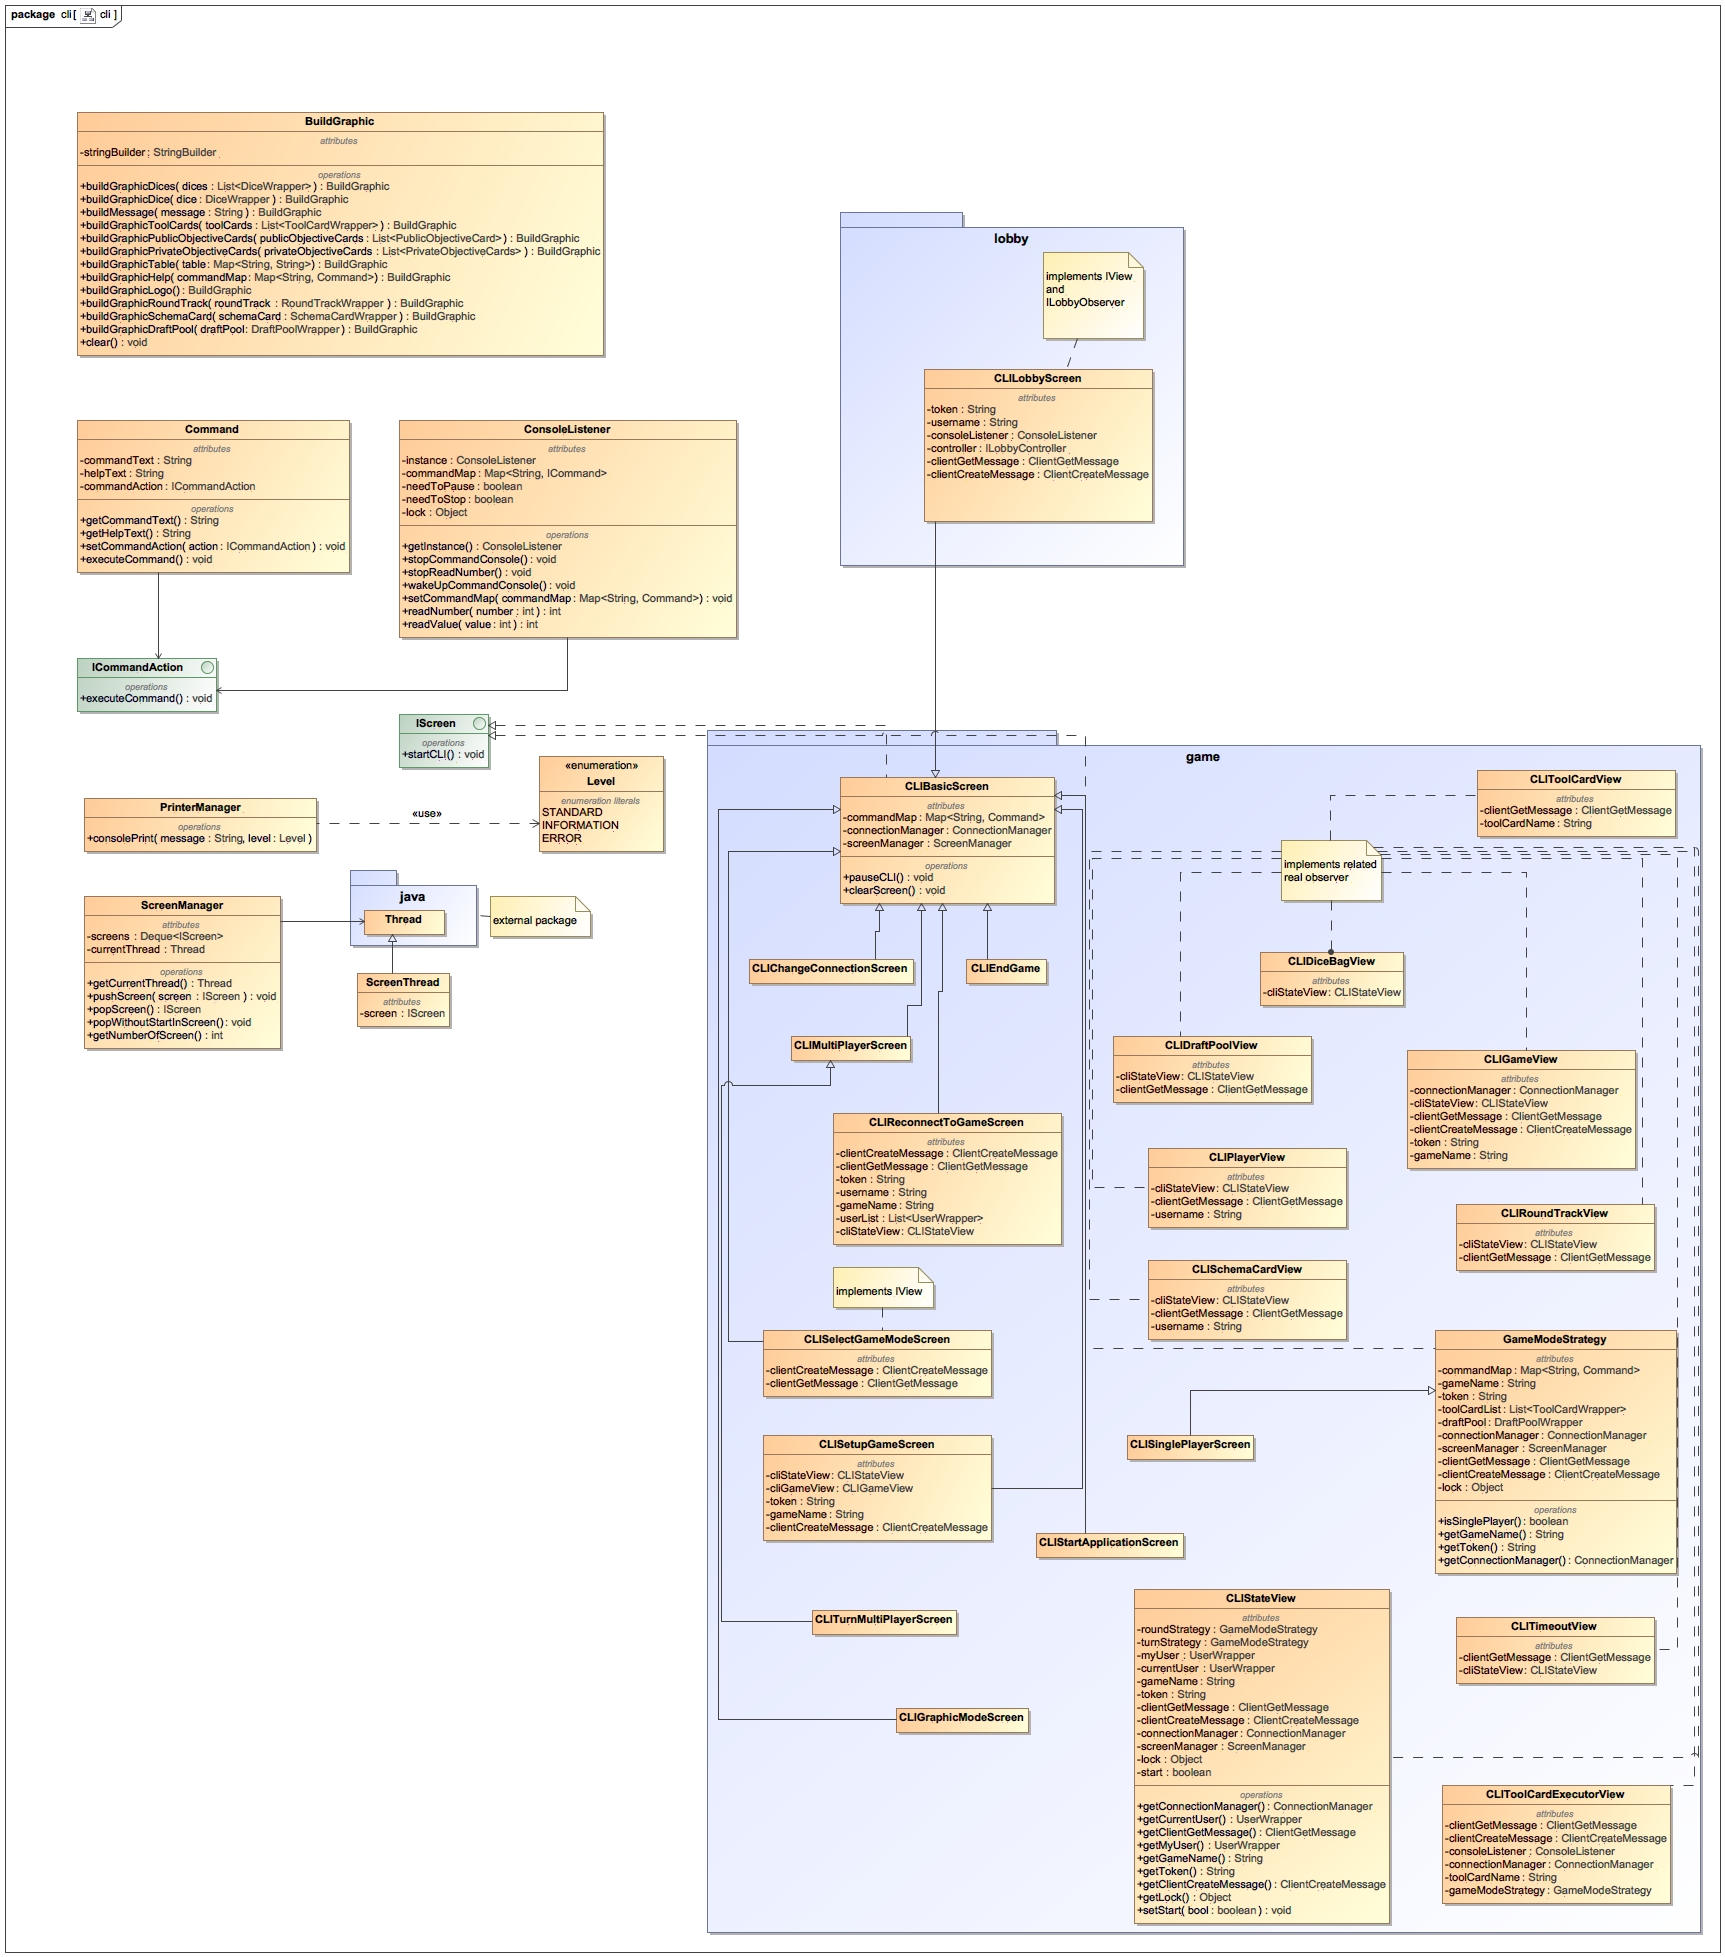 package cli[ cli ]
BuildGraphic
attributes
-stringBuilder : StringBuilder
operations
+buildGraphicDices( dices : List<DiceWrapper> ) : BuildGraphic
+buildGraphicDice( dice : DiceWrapper ) : BuildGraphic
+buildMessage( message : String ) : BuildGraphic
+buildGraphicToolCards( toolCards : List<ToolCardWrapper> ) : BuildGraphic
+buildGraphicPublicObjectiveCards( publicObjectiveCards : List<PublicObjectiveCard> ) : BuildGraphic
+buildGraphicPrivateObjectiveCards( privateObjectiveCards : List<PrivateObjectiveCards> ) : BuildGraphic
+buildGraphicTable( table : Map<String, String>) : BuildGraphic
+buildGraphicHelp( commandMap : Map<String, Command>) : BuildGraphic
+buildGraphicLogo() : BuildGraphic
+buildGraphicRoundTrack( roundTrack : RoundTrackWrapper ) : BuildGraphic
+buildGraphicSchemaCard( schemaCard : SchemaCardWrapper ) : BuildGraphic
+buildGraphicDraftPool( draftPool : DraftPoolWrapper) : BuildGraphic
+clear() : void
lobby
implements IView
and
ILobbyObserver
CLILobbyScreen
attributes
-token : String
-username : String
-consoleListener : ConsoleListener
-controller : ILobbyController
-clientGetMessage : ClientGetMessage
-clientCreateMessage : ClientCreateMessage
Command
attributes
-commandText : String
-helpText : String
-commandAction : ICommandAction
operations
+getCommandText() : String
+getHelpText() : String
+setCommandAction( action : ICommandAction ) : void
+executeCommand() : void
ConsoleListener
attributes
-instance : ConsoleListener
-commandMap : Map<String, ICommand>
-needToPause : boolean
-needToStop : boolean
-lock : Object
operations
+getInstance() : ConsoleListener
+stopCommandConsole() : void
+stopReadNumber() : void
+wakeUpCommandConsole() : void
+setCommandMap( commandMap : Map<String, Command>) : void
+readNumber( number : int ) : int
+readValue( value : int ) : int
ICommandAction
operations
+executeCommand() : void
IScreen
operations
+startCLI() : void
PrinterManager
operations
+consolePrint( message : String, level : Level )
«use»
«enumeration»
Level
enumeration literals
STANDARD
INFORMATION
ERROR
ScreenManager
attributes
-screens : Deque<IScreen>
-currentThread : Thread
operations
+getCurrentThread() : Thread
+pushScreen( screen : IScreen ) : void
+popScreen() : IScreen
+popWithoutStartInScreen() : void
+getNumberOfScreen() : int
java
Thread
external package
ScreenThread
attributes
-screen : IScreen
game
CLIBasicScreen
attributes
-commandMap : Map<String, Command>
-connectionManager : ConnectionManager
-screenManager : ScreenManager
operations
+pauseCLI() : void
+clearScreen() : void
CLIToolCardView
attributes
-clientGetMessage : ClientGetMessage
-toolCardName : String
implements related
real observer
CLIChangeConnectionScreen
CLIEndGame
CLIDiceBagView
attributes
-cliStateView : CLIStateView
CLIMultiPlayerScreen
CLIDraftPoolView
attributes
-cliStateView : CLIStateView
-clientGetMessage : ClientGetMessage
CLIGameView
attributes
-connectionManager : ConnectionManager
-cliStateView : CLIStateView
-clientGetMessage : ClientGetMessage
-clientCreateMessage : ClientCreateMessage
-token : String
-gameName : String
CLIReconnectToGameScreen
attributes
-clientCreateMessage : ClientCreateMessage
-clientGetMessage : ClientGetMessage
-token : String
-username : String
-gameName : String
-userList : List<UserWrapper>
-cliStateView : CLIStateView
CLIPlayerView
attributes
-cliStateView : CLIStateView
-clientGetMessage : ClientGetMessage
-username : String
CLIRoundTrackView
attributes
-cliStateView : CLIStateView
-clientGetMessage : ClientGetMessage
implements IView
CLISchemaCardView
attributes
-cliStateView : CLIStateView
-clientGetMessage : ClientGetMessage
-username : String
CLISelectGameModeScreen
attributes
-clientCreateMessage : ClientCreateMessage
-clientGetMessage : ClientGetMessage
GameModeStrategy
attributes
-commandMap : Map<String, Command>
-gameName : String
-token : String
-toolCardList : List<ToolCardWrapper>
-draftPool : DraftPoolWrapper
-connectionManager : ConnectionManager
-screenManager : ScreenManager
-clientGetMessage : ClientGetMessage
-clientCreateMessage : ClientCreateMessage
-lock : Object
operations
+isSinglePlayer() : boolean
+getGameName() : String
+getToken() : String
+getConnectionManager() : ConnectionManager
CLISetupGameScreen
attributes
-cliStateView : CLIStateView
-cliGameView : CLIGameView
-token : String
-gameName : String
-clientCreateMessage : ClientCreateMessage
CLISinglePlayerScreen
CLIStartApplicationScreen
CLITurnMultiPlayerScreen
CLIGraphicModeScreen
CLIStateView
attributes
-roundStrategy : GameModeStrategy
-turnStrategy : GameModeStrategy
-myUser : UserWrapper
-currentUser : UserWrapper
-gameName : String
-token : String
-clientGetMessage : ClientGetMessage
-clientCreateMessage : ClientCreateMessage
-connectionManager : ConnectionManager
-screenManager : ScreenManager
-lock : Object
-start : boolean
operations
+getConnectionManager() : ConnectionManager
+getCurrentUser() : UserWrapper
+getClientGetMessage() : ClientGetMessage
+getMyUser() : UserWrapper
+getGameName() : String
+getToken() : String
+getClientCreateMessage() : ClientCreateMessage
+getLock() : Object
+setStart( bool : boolean ) : void
CLITimeoutView
attributes
-clientGetMessage : ClientGetMessage
-cliStateView : CLIStateView
CLIToolCardExecutorView
attributes
-clientGetMessage : ClientGetMessage
-clientCreateMessage : ClientCreateMessage
-consoleListener : ConsoleListener
-connectionManager : ConnectionManager
-toolCardName : String
-gameModeStrategy : GameModeStrategy